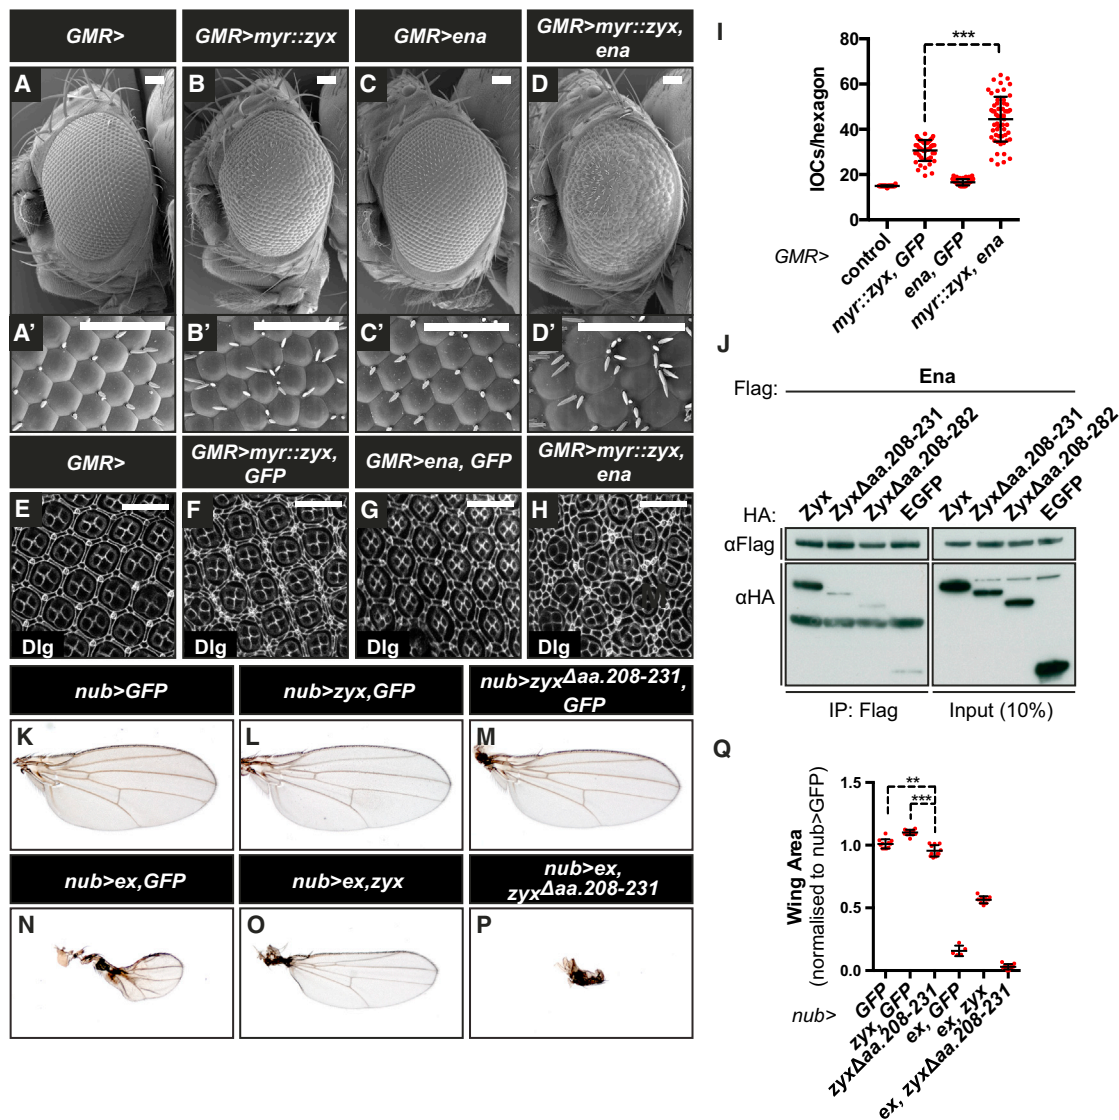 GMR>
GMR>myr::zyx
GMR>ena
GMR>myr::zyx,
ena
A
B
C
D
A'
B'
C'
D'
GMR>
GMR>myr::zyx,
GFP
GMR>ena, GFP
GMR>myr::zyx,
ena
E
F
G
H
Dlg
Dlg
Dlg
Dlg
nub>GFP
nub>zyx,GFP
nub>zyxΔaa.208-231,
GFP
K
L
M
nub>ex,GFP
nub>ex,zyx
nub>ex,
zyxΔaa.208-231
N
O
P
I
IOCs/hexagon
80
60
40
20
0
***
GMR>
control
myr::zyx, GFP
ena, GFP
myr::zyx, ena
J
Ena
Flag:
HA:
Zyx
ZyxΔaa.208-231
ZyxΔaa.208-282
EGFP
Zyx
ZyxΔaa.208-231
ZyxΔaa.208-282
EGFP
αFlag
αHA
IP: Flag
Input (10%)
Q
Wing Area
(normalised to nub>GFP)
1.5
1.0
0.5
0.0
**
***
nub>
GFP
zyx, GFP
zyxΔaa.208-231
ex, GFP
ex, zyx
ex, zyxΔaa.208-231